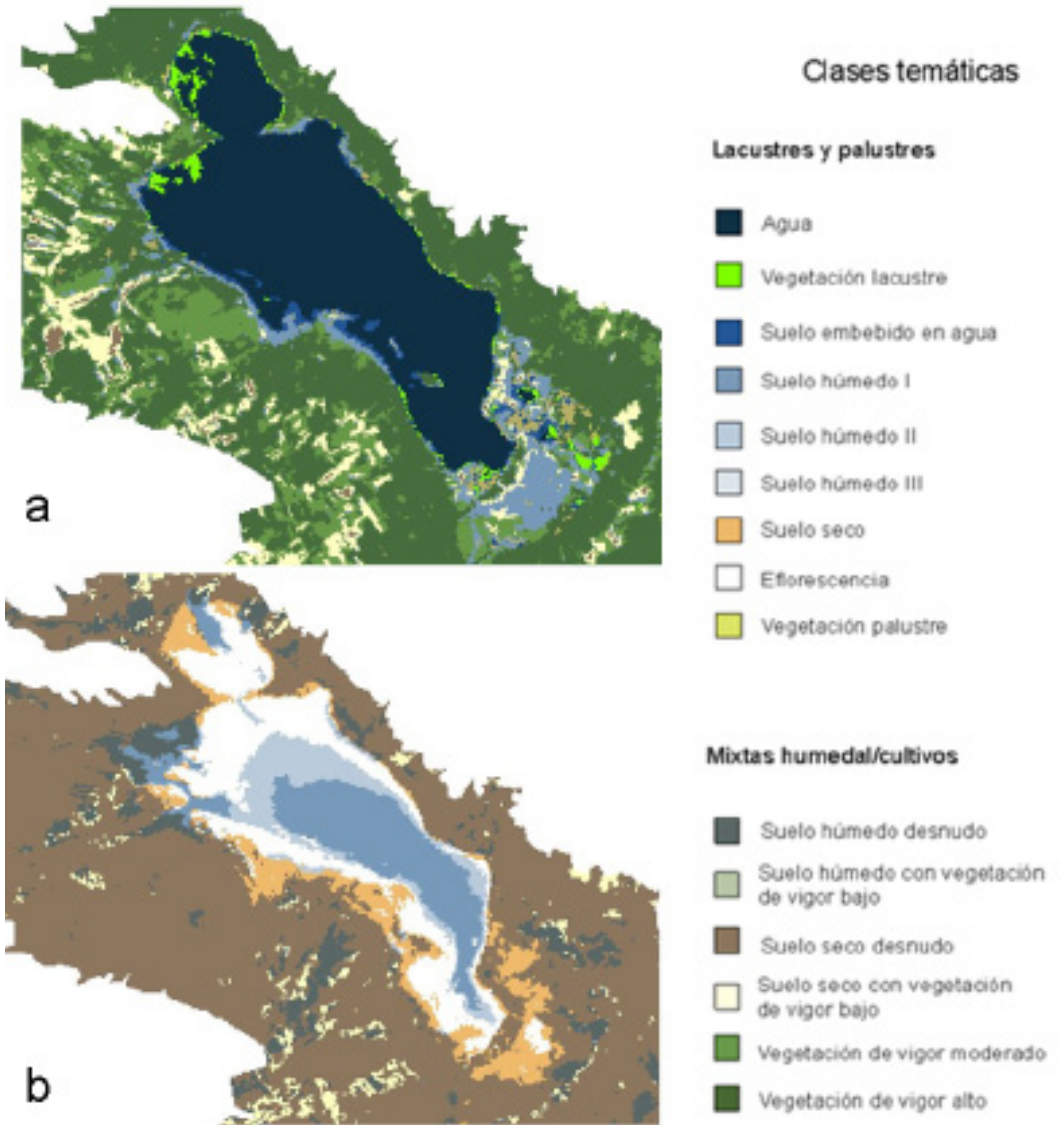 Clases temáticas
Lacustres y palustres
Agua
Vegetación lacustre
Suelo embebido en agua
Suelo húmedo I
Suelo húmedo II
Suelo húmedo III
Suelo seco
Eflorescencia
Vegetación palustre
a
Mixtas humedal/cultivos
Suelo húmedo desnudo
Suelo húmedo con vegetación
de vigor bajo
Suelo seco desnudo
Suelo seco con vegetación
de vigor bajo
Vegetación de vigor moderado
Vegetación de vigor alto
b